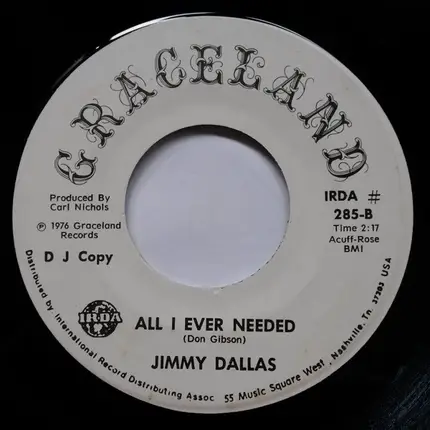 GRACELAND
Produced By
Carl Nichols
℗ 1976 Graceland
Records
D J Copy
IRDA #
285-B
Time 2:17
Acuff-Rose
BMI
IRDA
ALL I EVER NEEDED
(Don Gibson)
JIMMY DALLAS
Distributed by International Record Distributing Assoc 55 Music Square West, Nashville, Tn. 37203 USA